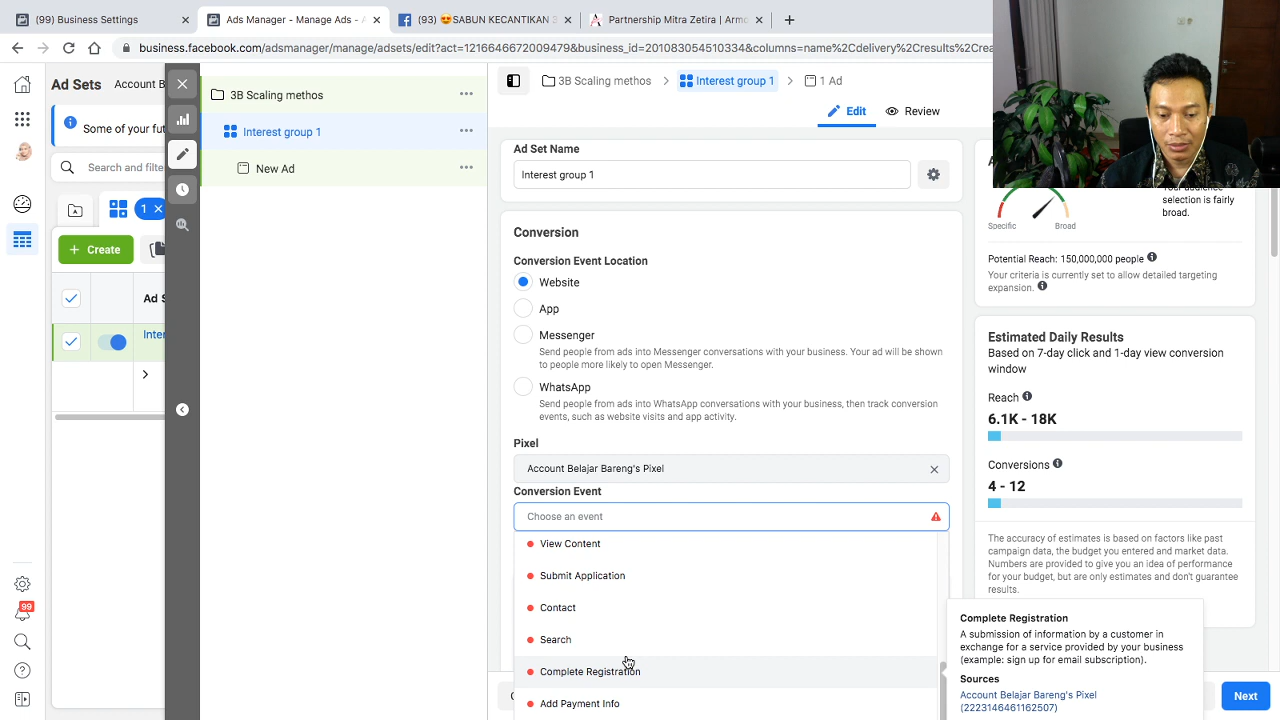 Business Settings
Ads Manager - Manage Ads - A
(93) 😍SABUN KECANTIKAN S
Partnership Mitra Zetira | Armo
business.facebook.com/adsmanager/manage/adsets/edit?act=1216646672009479&business_id=201083054510334&columns=name%2Cdelivery%2Cresults%2Crea
Ad Sets
Account B
Some of your fut
Search and filte
1
Create
Ad S
Inter
99
3B Scaling methos
Interest group 1
New Ad
3B Scaling methos
Interest group 1
1 Ad
Edit
Review
Ad Set Name
Interest group 1
Conversion
Conversion Event Location
Website
App
Messenger
Send people from ads into Messenger conversations with your business. Your ad will be shown
to people more likely to open Messenger.
WhatsApp
Send people from ads into WhatsApp conversations with your business, then track conversion
events, such as website visits and app activity.
Pixel
Account Belajar Bareng's Pixel
Conversion Event
Choose an event
View Content
Submit Application
Contact
Search
Complete Registration
Add Payment Info
selection is fairly
broad.
Specific
Broad
Potential Reach: 150,000,000 people
Your criteria is currently set to allow detailed targeting
expansion.
Estimated Daily Results
Based on 7-day click and 1-day view conversion
window
Reach
6.1K - 18K
Conversions
4 - 12
The accuracy of estimates is based on factors like past
campaign data, the budget you entered and market data.
Numbers are provided to give you an idea of performance
for your budget, but are only estimates and don't guarantee
results.
Complete Registration
A submission of information by a customer in
exchange for a service provided by your business
(example: sign up for email subscription).
Sources
Account Belajar Bareng's Pixel
(2223146461162507)
Next